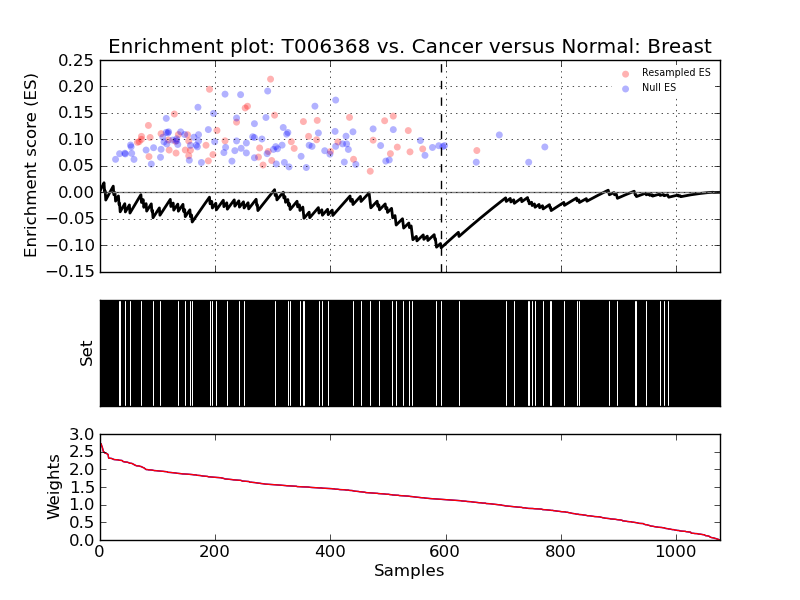 Enrichment plot: T006368 vs. Cancer versus Normal: Breast
Enrichment score (ES)
0.25
0.20
0.15
0.10
0.05
0.00
−0.05
−0.10
−0.15
Resampled ES
Null ES
Set
Weights
3.0
2.5
2.0
1.5
1.0
0.5
0.0
0 200 400 600 800 1000
Samples